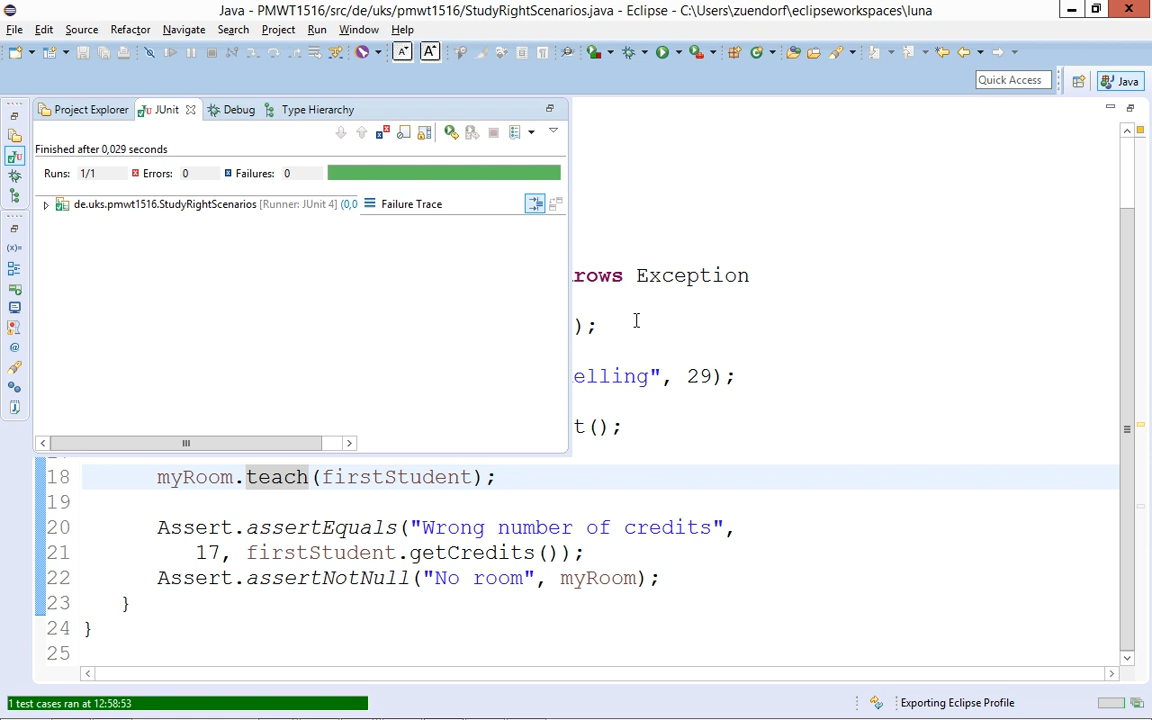 Java - PMWT1516/src/de/uks/pmwt1516/StudyRightScenarios.java - Eclipse - C:\Users\zuendorf\eclipseworkspaces\luna
File Edit Source Refactor Navigate Search Project Run Window Help
Quick Access
Java
Project Explorer JUnit Debug Type Hierarchy
Finished after 0,029 seconds
Runs: 1/1 Errors: 0 Failures: 0
de.uks.pmwt1516.StudyRightScenarios [Runner: JUnit 4] (0,0 Failure Trace
rows Exception
);
elling", 29);
t();
18 myRoom.teach(firstStudent);
19
20 Assert.assertEquals("Wrong number of credits",
21 17, firstStudent.getCredits());
22 Assert.assertNotNull("No room", myRoom);
23 }
24 }
25
1 test cases ran at 12:58:53
Exporting Eclipse Profile